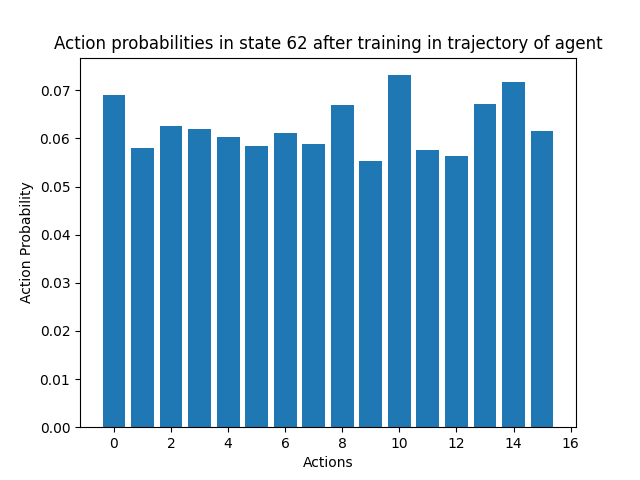 Action probabilities in state 62 after training in trajectory of agent
0.07
0.06
0.05
0.04
0.03
0.02
0.01
0.00
Action Probability
0 2 4 6 8 10 12 14 16
Actions